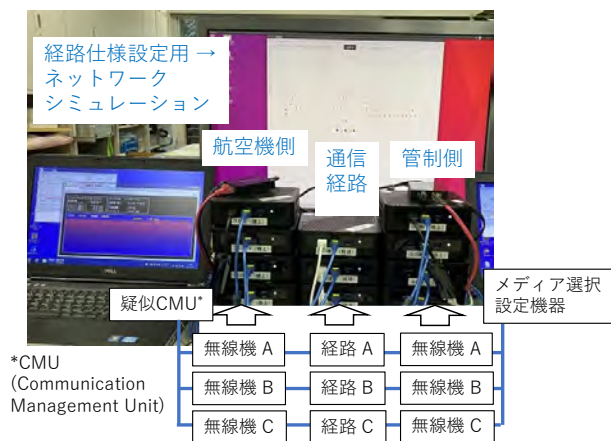 経路仕様設定用 →
ネットワーク
シミュレーション
航空機側
通信
経路
管制側
DELL
疑似CMU*
メディア選択
設定機器
無線機 A
経路 A
無線機 A
無線機 B
経路 B
無線機 B
無線機 C
経路 C
無線機 C
*CMU
(Communication
Management Unit)